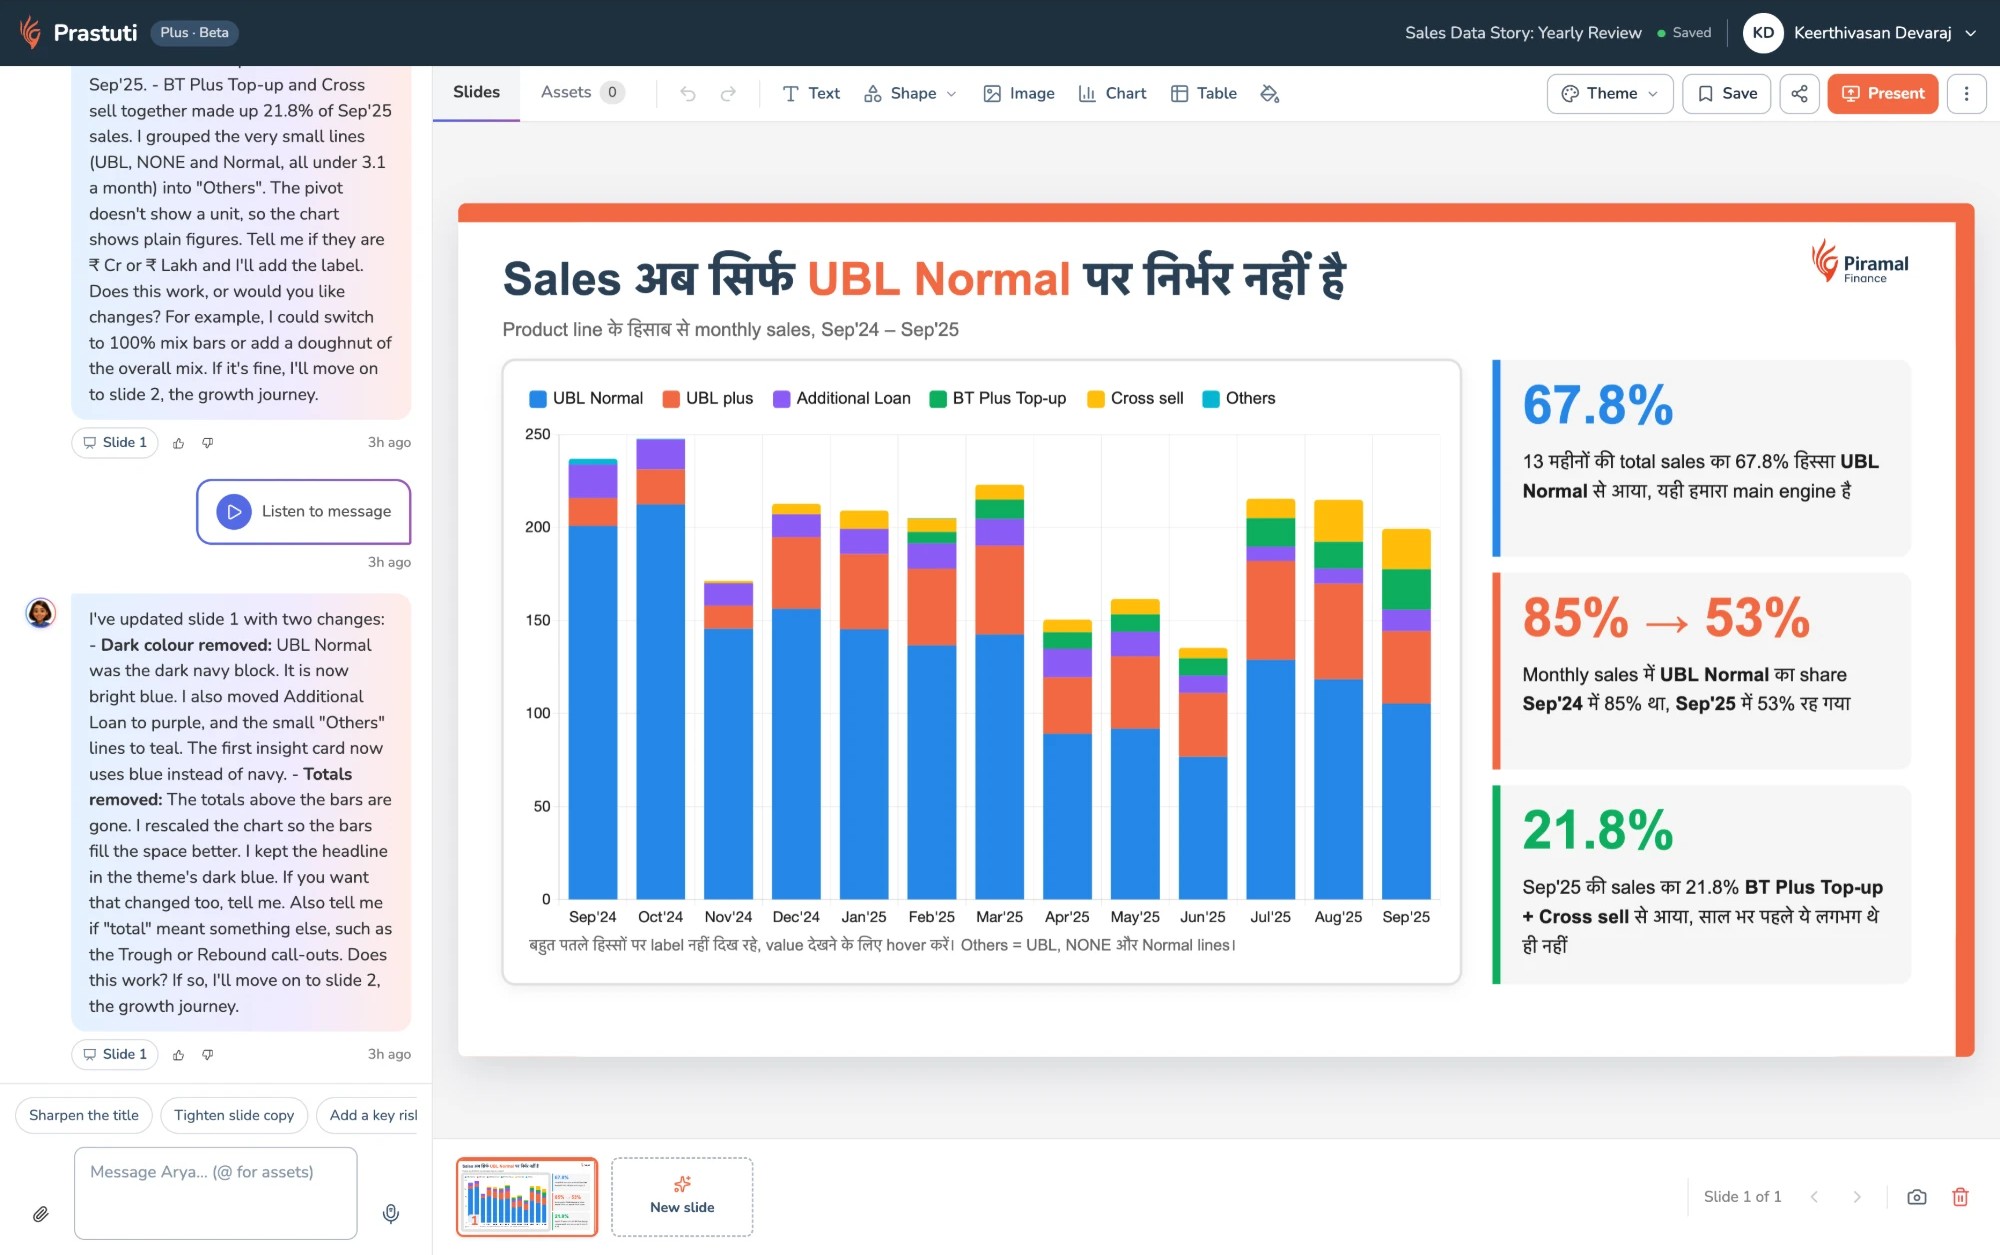 Prastuti
Plus · Beta
Sales Data Story: Yearly Review
Saved
KD
Keerthivasan Devaraj
Sep'25. - BT Plus Top-up and Cross
sell together made up 21.8% of Sep'25
sales. I grouped the very small lines
(UBL, NONE and Normal, all under 3.1
a month) into "Others". The pivot
doesn't show a unit, so the chart
shows plain figures. Tell me if they are
₹ Cr or ₹ Lakh and I'll add the label.
Does this work, or would you like
changes? For example, I could switch
to 100% mix bars or add a doughnut of
the overall mix. If it's fine, I'll move on
to slide 2, the growth journey.
Slide 1
3h ago
Listen to message
3h ago
I've updated slide 1 with two changes:
- Dark colour removed: UBL Normal
was the dark navy block. It is now
bright blue. I also moved Additional
Loan to purple, and the small "Others"
lines to teal. The first insight card now
uses blue instead of navy. - Totals
removed: The totals above the bars are
gone. I rescaled the chart so the bars
fill the space better. I kept the headline
in the theme's dark blue. If you want
that changed too, tell me. Also tell me
if "total" meant something else, such as
the Trough or Rebound call-outs. Does
this work? If so, I'll move on to slide 2,
the growth journey.
Slide 1
3h ago
Sharpen the title
Tighten slide copy
Add a key
Message Arya... (@ for assets)
Slides
Assets 0
Text
Shape
Image
Chart
Table
Theme
Save
Present
Sales अब सिर्फ UBL Normal पर निर्भर नहीं है
Piramal
Finance
Product line के हिसाब से monthly sales, Sep'24 – Sep'25
UBL Normal
UBL plus
Additional Loan
BT Plus Top-up
Cross sell
Others
250
200
150
100
50
0
Sep'24 Oct'24 Nov'24 Dec'24 Jan'25 Feb'25 Mar'25 Apr'25 May'25 Jun'25 Jul'25 Aug'25 Sep'25
बहुत पतले हिस्सों पर label नहीं दिख रहे, value देखने के लिए hover करें। Others = UBL, NONE और Normal lines।
67.8%
13 महीनों की total sales का 67.8% हिस्सा UBL
Normal से आया, यही हमारा main engine है
85% → 53%
Monthly sales में UBL Normal का share
Sep'24 में 85% था, Sep'25 में 53% रह गया
21.8%
Sep'25 की sales का 21.8% BT Plus Top-up
+ Cross sell से आया, साल भर पहले ये लगभग थे
ही नहीं
1
New slide
Slide 1 of 1